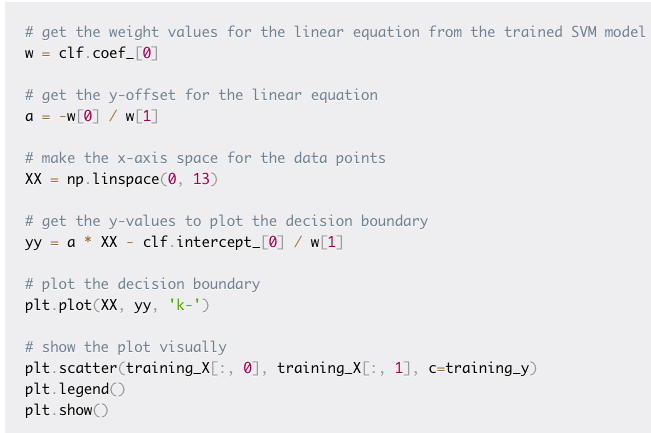 # get the weight values for the linear equation from the trained SVM model
w = clf.coef_[0]
# get the y-offset for the linear equation
a = -w[0] / w[1]
# make the x-axis space for the data points
XX = np.linspace(0, 13)
# get the y-values to plot the decision boundary
yy = a * XX - clf.intercept_[0] / w[1]
# plot the decision boundary
plt.plot(XX, yy, 'k-')
# show the plot visually
plt.scatter(training_X[:, 0], training_X[:, 1], c=training_y)
plt.legend()
plt.show()